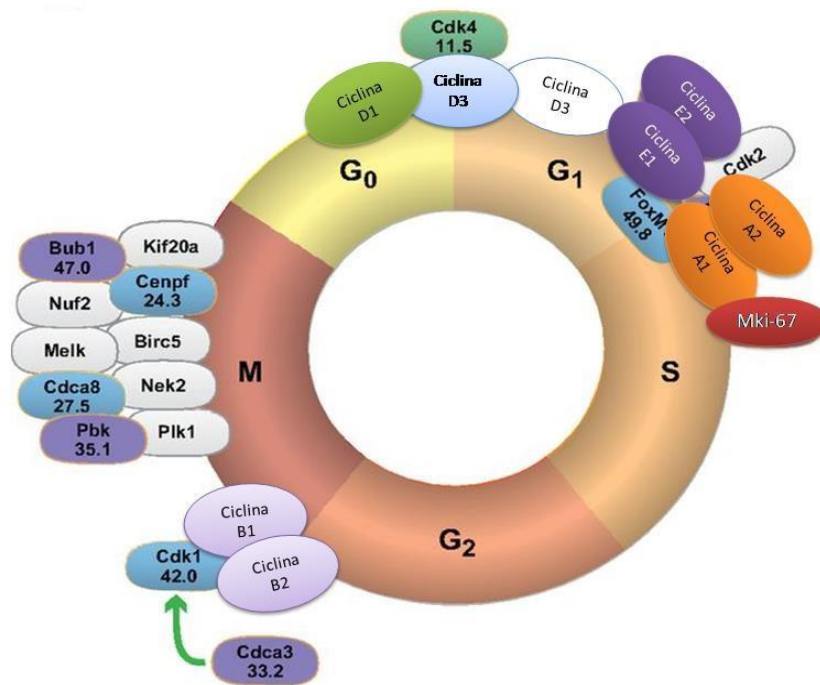 Cdk4
11.5
Ciclina
D1
Ciclina
D3
Ciclina
D3
Ciclina
E2
Ciclina
E1
Cdk2
FoxM
49.8
Ciclina
A2
Ciclina
A1
Mki-67
G0
G1
S
G2
M
Bub1
47.0
Kif20a
Cenpf
24.3
Nuf2
Birc5
Melk
Cdca8
27.5
Nek2
Pbk
35.1
Plk1
Ciclina
B1
Ciclina
B2
Cdk1
42.0
Cdca3
33.2